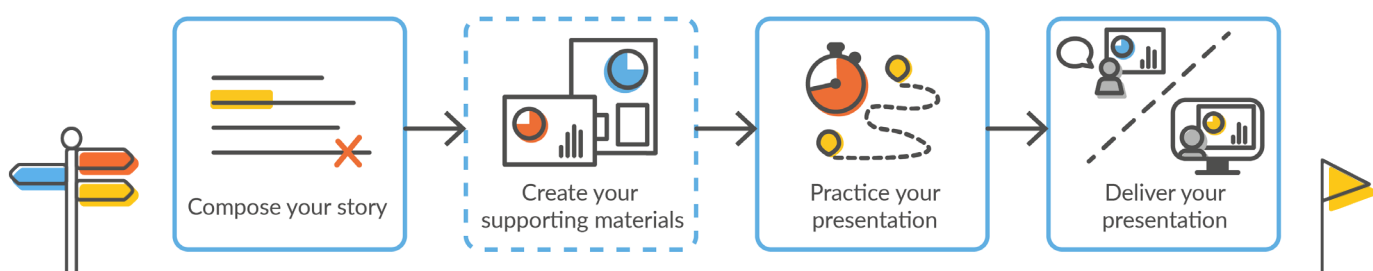 Compose your story
Create your
supporting materials
Practice your
presentation
Deliver your
presentation